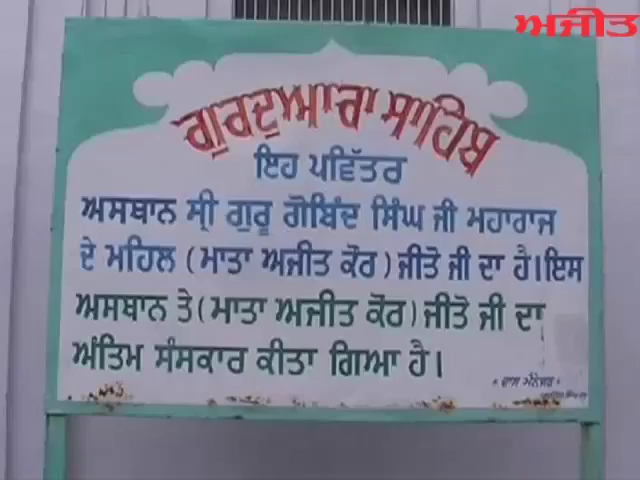 ਅਜੀਤ
ਗੁਰਦੁਆਰਾ ਸਾਹਿਬ
ਇਹ ਪਵਿੱਤਰ
ਅਸਥਾਨ ਸ੍ਰੀ ਗੁਰੂ ਗੋਬਿੰਦ ਸਿੰਘ ਜੀ ਮਹਾਰਾਜ
ਦੇ ਮਹਿਲ (ਮਾਤਾ ਅਜੀਤ ਕੋਰ) ਜੀਤੋ ਜੀ ਦਾ ਹੈ। ਇਸ
ਅਸਥਾਨ ਤੇ (ਮਾਤਾ ਅਜੀਤ ਕੋਰ) ਜੀਤੋ ਜੀ ਦਾ
ਅੰਤਿਮ ਸੰਸਕਾਰ ਕੀਤਾ ਗਿਆ ਹੈ।
ਦਾਸ